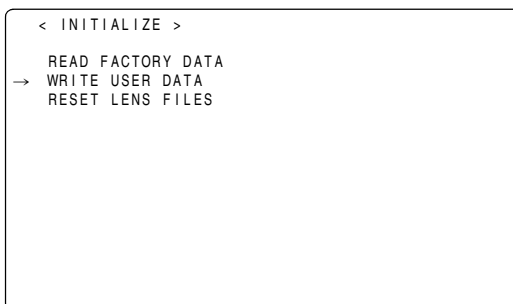 < INITIALIZE >
READ FACTORY DATA
→ WRITE USER DATA
RESET LENS FILES